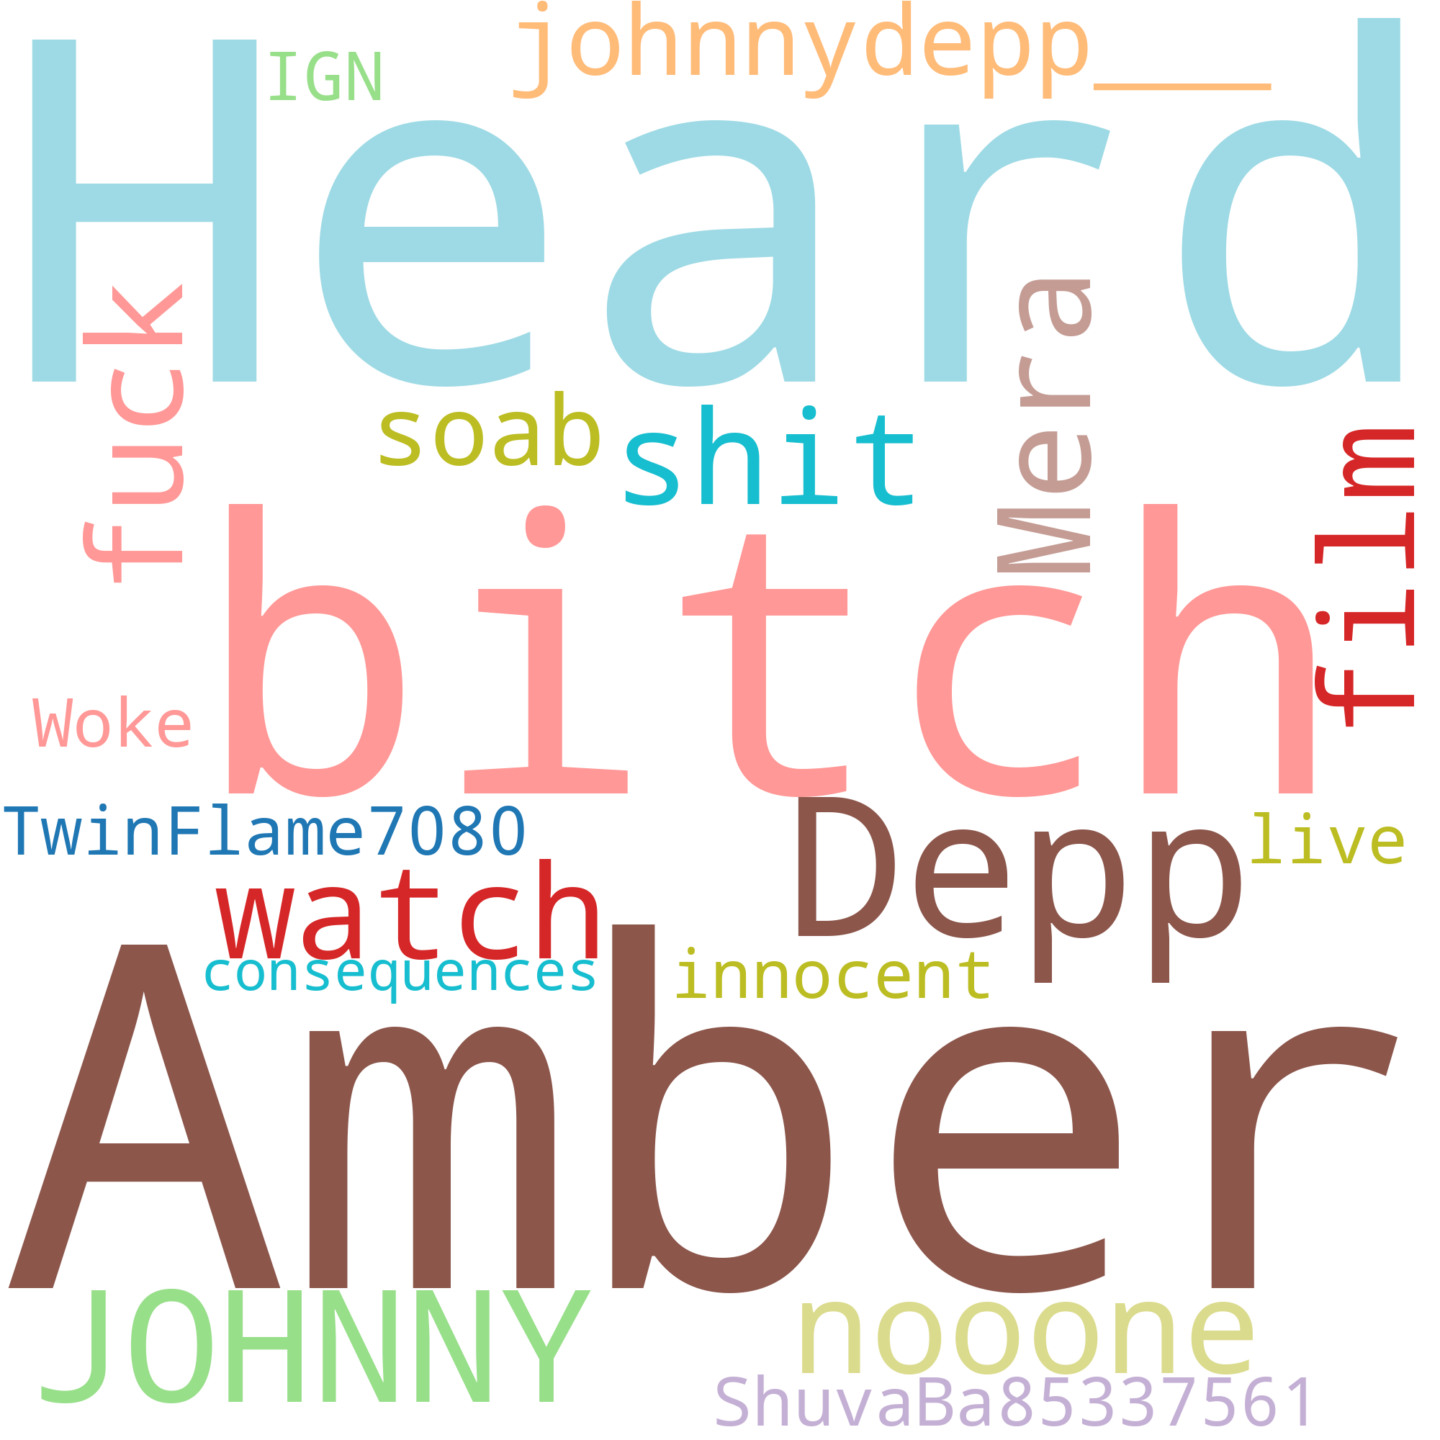 johnnydepp___
IGN
Heard
fuck
Mera
soab
shit
film
bitch
Woke
TwinFlame7080
Depp
live
watch
consequences
innocent
Amber
JOHNNY
nooone
ShuvaBa85337561